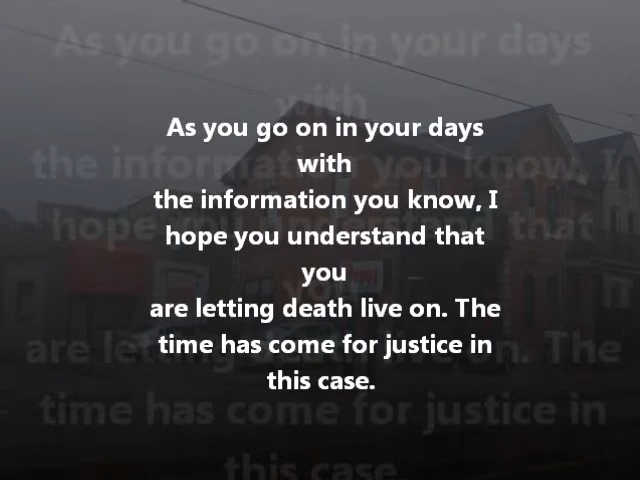 As you go on in your days
with
the information you know, I
hope you understand that
you
are letting death live on. The
time has come for justice in
this case.